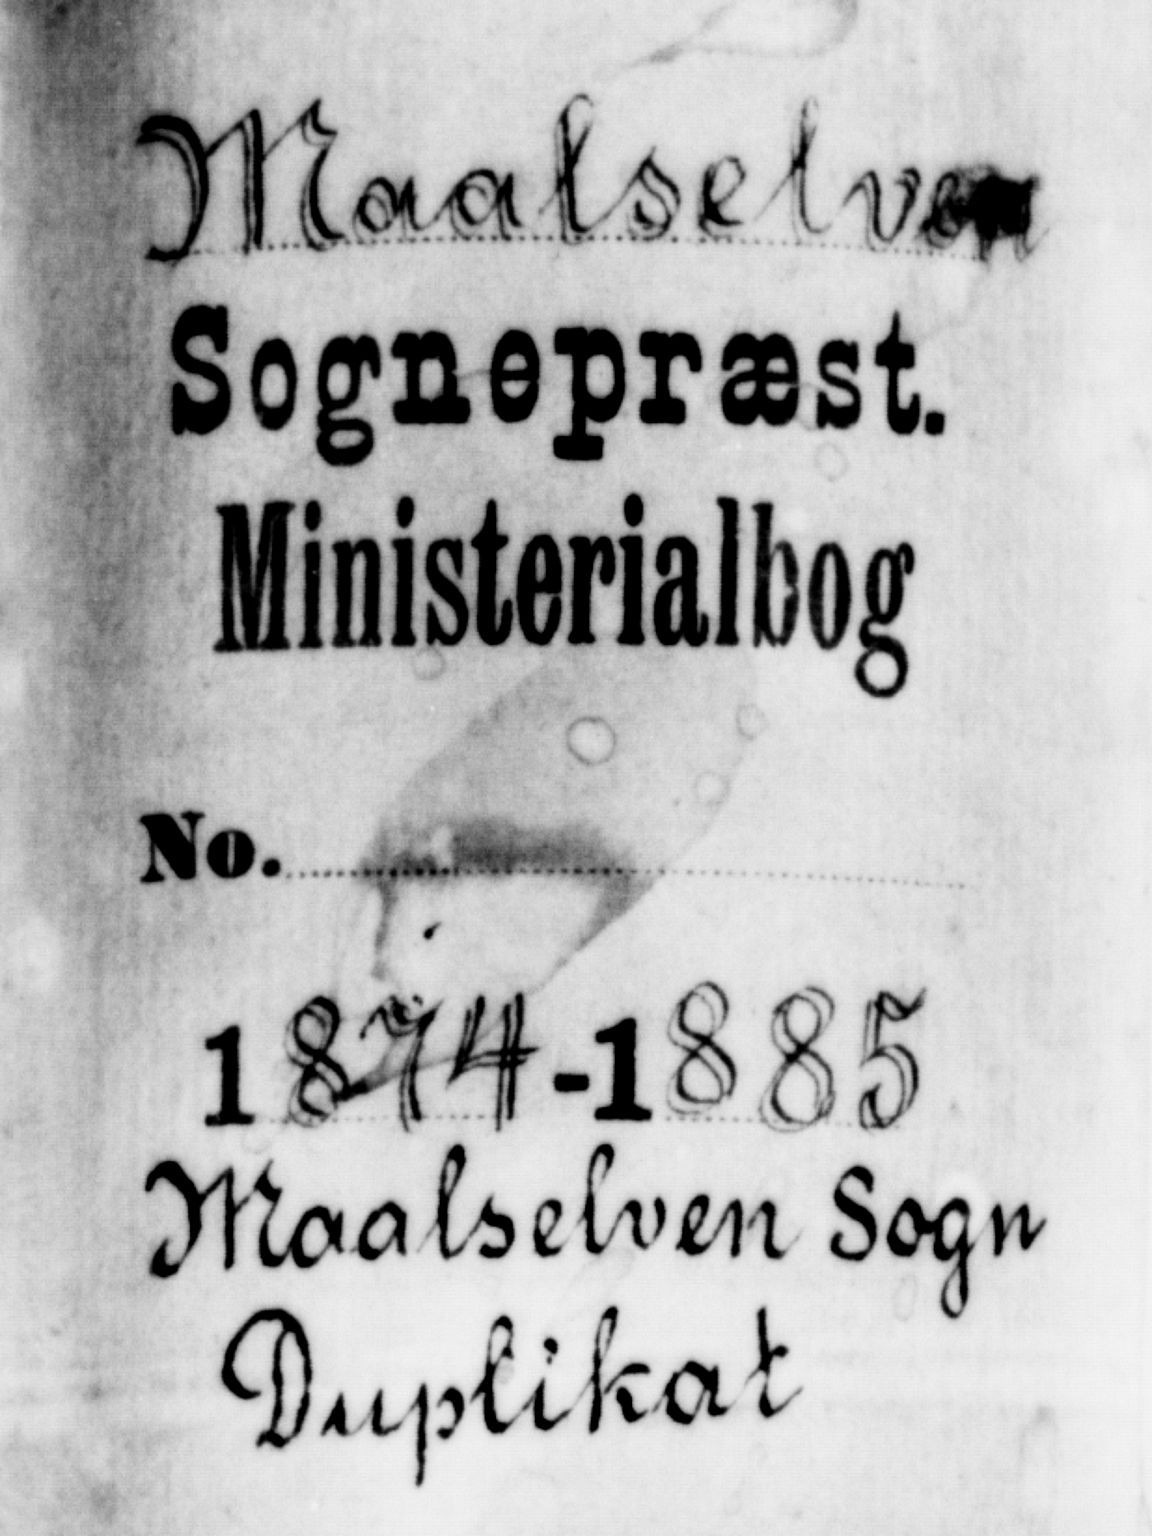 Maalselven
Sognepræst.
Ministerialbog
No.
1874-1885
Maalselven Sogn
Duplikat